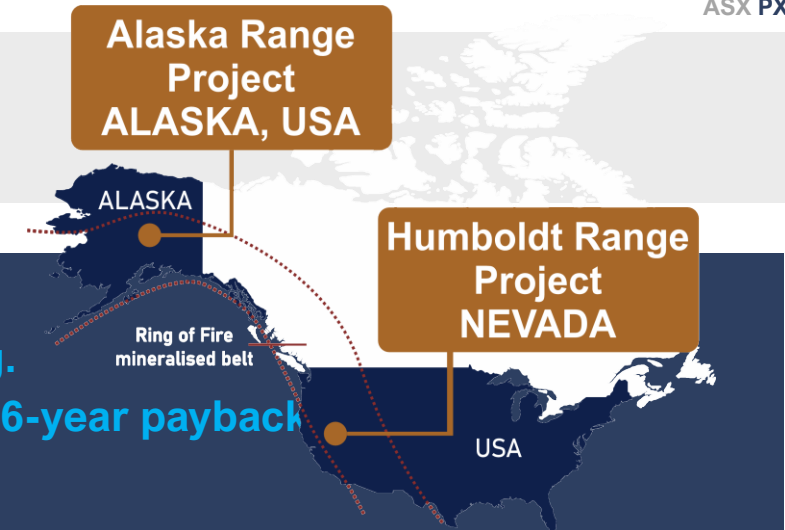 ASX PX
Alaska Range
Project
ALASKA, USA
ALASKA
Humboldt Range
Project
NEVADA
Ring of Fire
mineralised belt
g.
6-year payback
USA